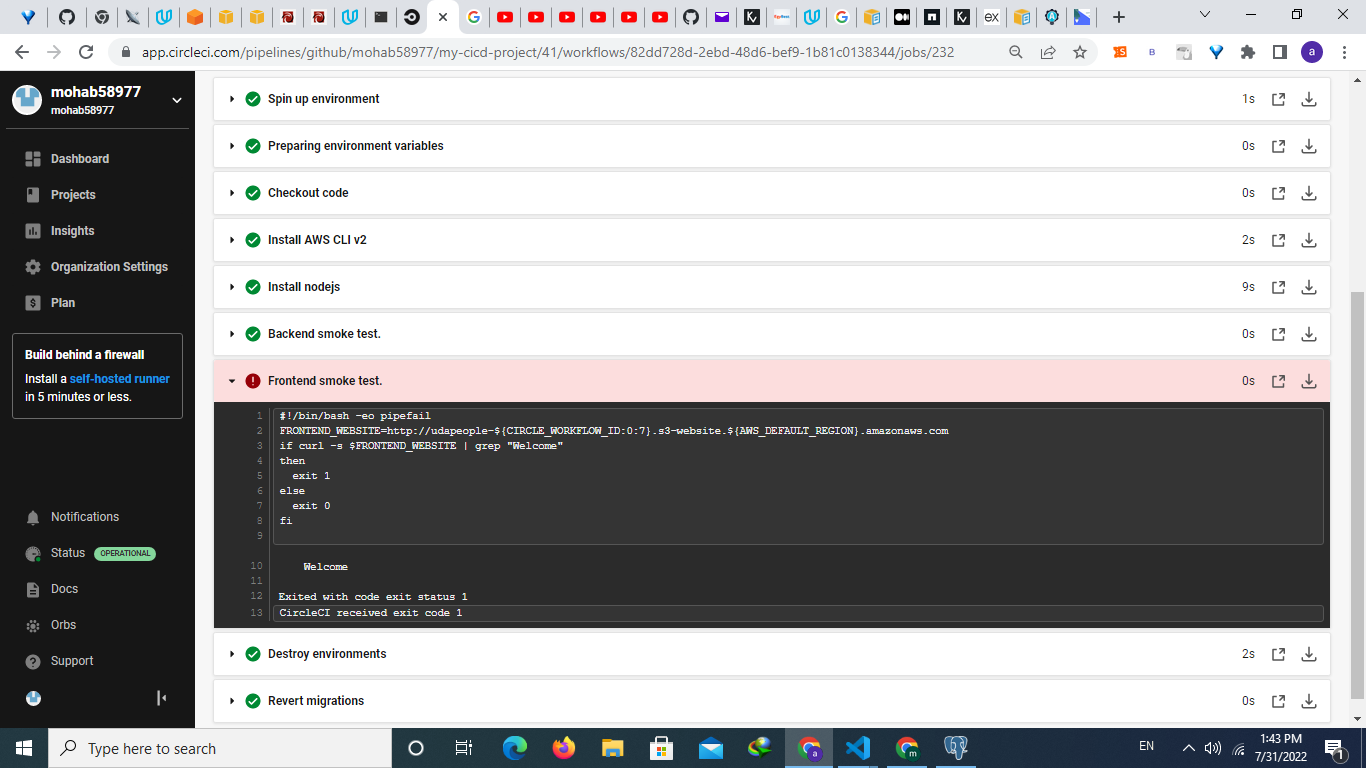 app.circleci.com/pipelines/github/mohab58977/my-cicd-project/41/workflows/82dd728d-2ebd-48d6-bef9-1b81c0138344/jobs/232
mohab58977
mohab58977
Dashboard
Projects
Insights
Organization Settings
Plan
Build behind a firewall
Install a self-hosted runner
in 5 minutes or less.
Notifications
Status OPERATIONAL
Docs
Orbs
Support
Spin up environment 1s
Preparing environment variables 0s
Checkout code 0s
Install AWS CLI v2 2s
Install nodejs 9s
Backend smoke test. 0s
Frontend smoke test. 0s
1 #!/bin/bash -eo pipefail
2 FRONTEND_WEBSITE=http://udapeople-${CIRCLE_WORKFLOW_ID:0:7}.s3-website.${AWS_DEFAULT_REGION}.amazonaws.com
3 if curl -s $FRONTEND_WEBSITE | grep "Welcome"
4 then
5 exit 1
6 else
7 exit 0
8 fi
9
10 Welcome
11
12 Exited with code exit status 1
13 CircleCI received exit code 1
Destroy environments 2s
Revert migrations 0s
Type here to search
EN
1:43 PM
7/31/2022
1